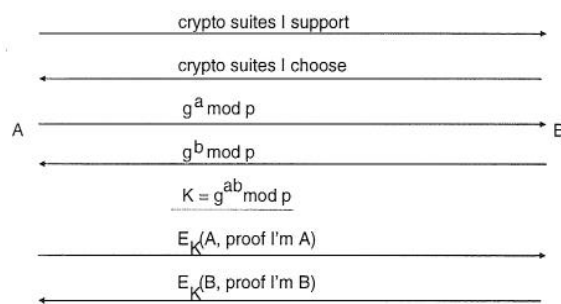 crypto suites I support
crypto suites I choose
g^a mod p
A
B
g^b mod p
K = g^ab mod p
E_K(A, proof I'm A)
E_K(B, proof I'm B)